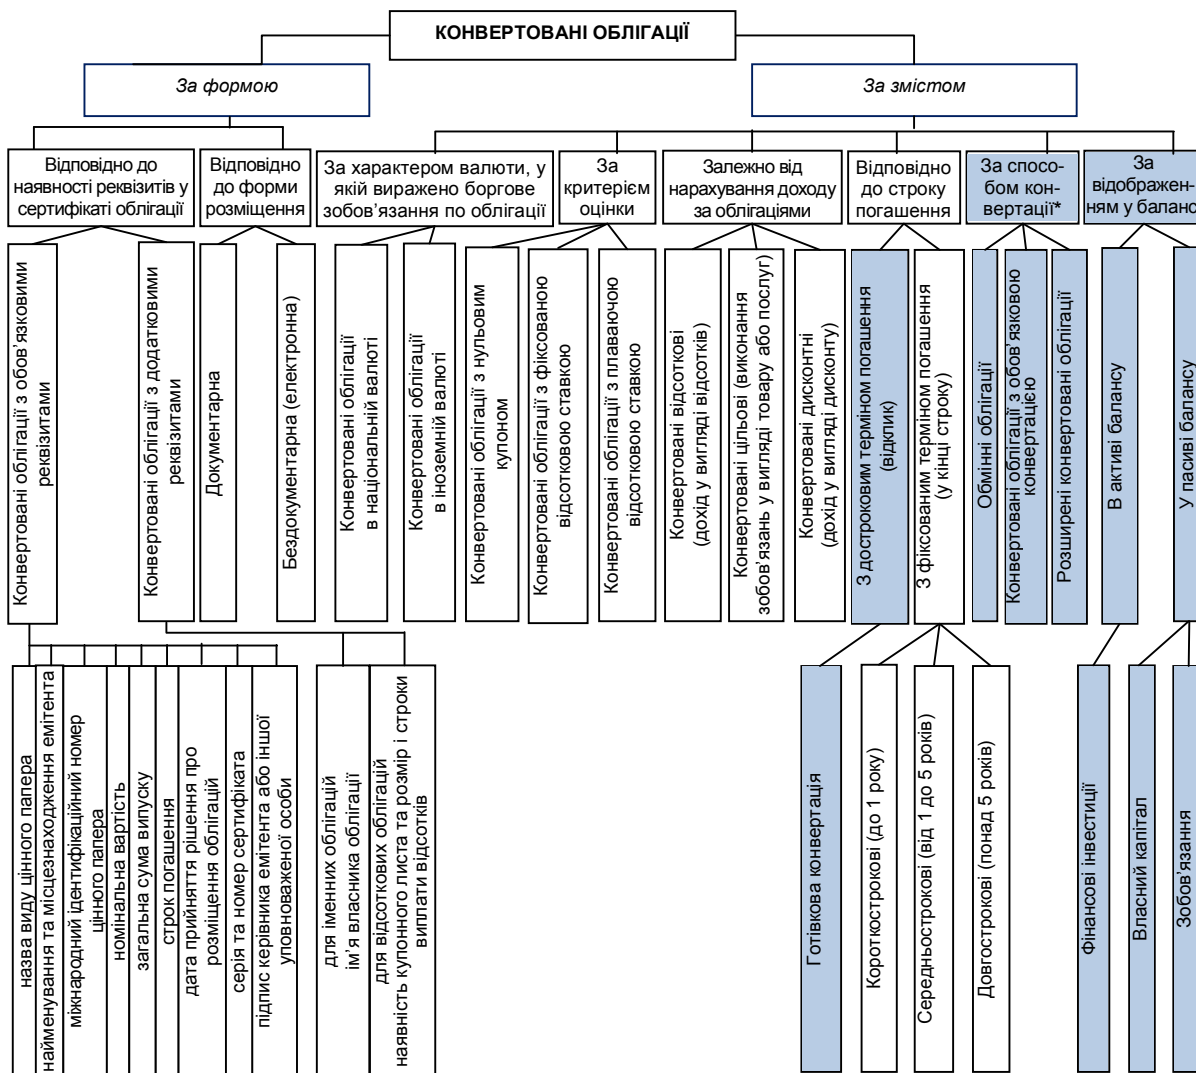 КОНВЕРТОВАНІ ОБЛІГАЦІЇ
За формою
За змістом
Відповідно до
наявності реквізитів у
сертифікаті облігації
Відповідно
до форми
розміщення
За характером валюти, у
якій виражено боргове
зобов'язання по облігації
За
критерієм
оцінки
Залежно від
нарахування доходу
за облігаціями
Відповідно
до строку
погашення
За спосо-
бом кон-
вертації*
За
відображен-
ням у балансі
Конвертовані облігації з обов'язковими
реквізитами
Конвертовані облігації з додатковими
реквізитами
Документарна
Бездокументарна (електронна)
Конвертовані облігації
в національній валюті
Конвертовані облігації
в іноземній валюті
Конвертовані облігації з нульовим
купоном
Конвертовані облігації з фіксованою
відсотковою ставкою
Конвертовані облігації з плаваючою
відсотковою ставкою
Конвертовані відсоткові
(дохід у вигляді відсотків)
Конвертовані цільові (виконання
зобов'язань у вигляді товару або послуг)
Конвертовані дисконтні
(дохід у вигляді дисконту)
З достроковим терміном погашення
(відклик)
З фіксованим терміном погашення
(у кінці строку)
Обмінні облігації
Конвертовані облігації з обов'язковою
конвертацією
Розширені конвертовані облігації
В активі балансу
У пасиві балансу
назва виду цінного папера
найменування та місцезнаходження емітента
міжнародний ідентифікаційний номер
цінного папера
номінальна вартість
загальна сума випуску
строк погашення
дата прийняття рішення про
розміщення облігацій
серія та номер сертифіката
підпис керівника емітента або іншої
уповноваженої особи
для іменних облігацій
ім'я власника облігації
для відсоткових облігацій
наявність купонного листа та розмір і строки
виплати відсотків
Готівкова конвертація
Короткострокові (до 1 року)
Середньострокові (від 1 до 5 років)
Довгострокові (понад 5 років)
Фінансові інвестиції
Власний капітал
Зобов'язання